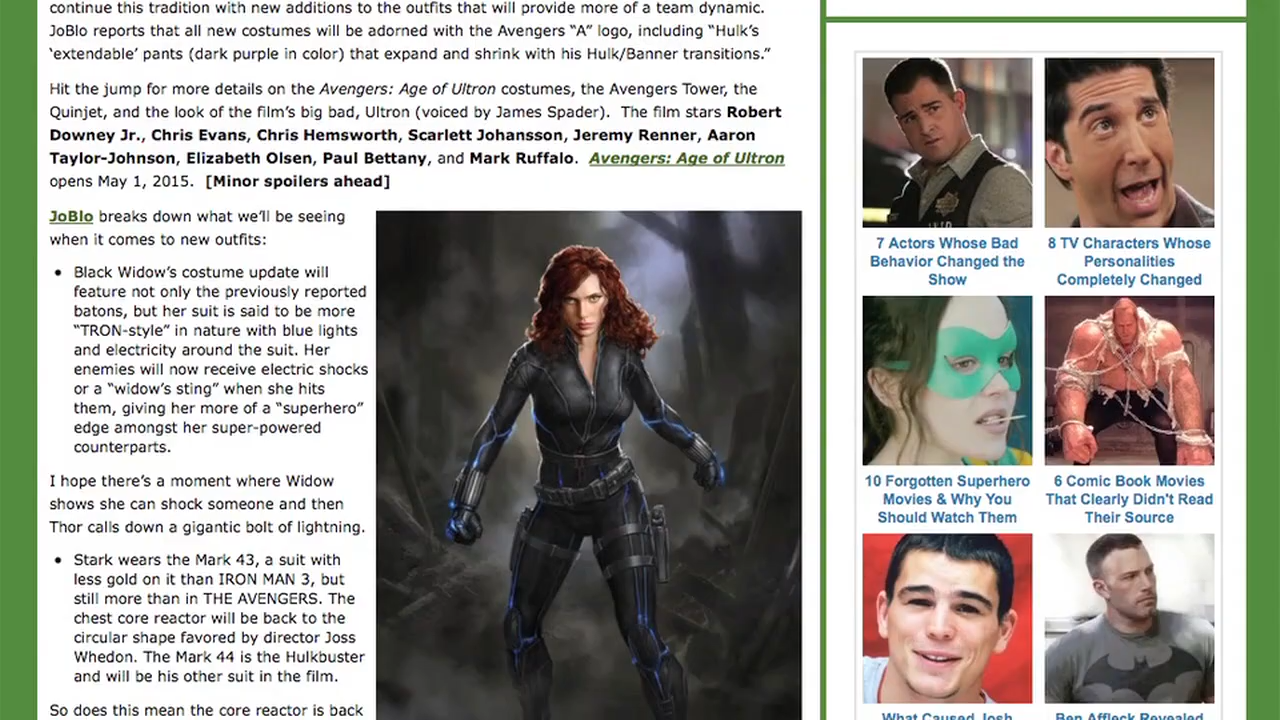 continue this tradition with new additions to the outfits that will provide more of a team dynamic.
JoBlo reports that all new costumes will be adorned with the Avengers “A” logo, including “Hulk’s
‘extendable’ pants (dark purple in color) that expand and shrink with his Hulk/Banner transitions.”
Hit the jump for more details on the Avengers: Age of Ultron costumes, the Avengers Tower, the
Quinjet, and the look of the film’s big bad, Ultron (voiced by James Spader). The film stars Robert
Downey Jr., Chris Evans, Chris Hemsworth, Scarlett Johansson, Jeremy Renner, Aaron
Taylor-Johnson, Elizabeth Olsen, Paul Bettany, and Mark Ruffalo. Avengers: Age of Ultron
opens May 1, 2015. [Minor spoilers ahead]
JoBlo breaks down what we’ll be seeing
when it comes to new outfits:
• Black Widow’s costume update will
feature not only the previously reported
batons, but her suit is said to be more
“TRON-style” in nature with blue lights
and electricity around the suit. Her
enemies will now receive electric shocks
or a “widow’s sting” when she hits
them, giving her more of a “superhero”
edge amongst her super-powered
counterparts.
I hope there’s a moment where Widow
shows she can shock someone and then
Thor calls down a gigantic bolt of lightning.
• Stark wears the Mark 43, a suit with
less gold on it than IRON MAN 3, but
still more than in THE AVENGERS. The
chest core reactor will be back to the
circular shape favored by director Joss
Whedon. The Mark 44 is the Hulkbuster
and will be his other suit in the film.
So does this mean the core reactor is back
7 Actors Whose Bad
Behavior Changed the
Show
8 TV Characters Whose
Personalities
Completely Changed
10 Forgotten Superhero
Movies & Why You
Should Watch Them
6 Comic Book Movies
That Clearly Didn't Read
Their Source
What Caused Josh
Ben Affleck Revealed